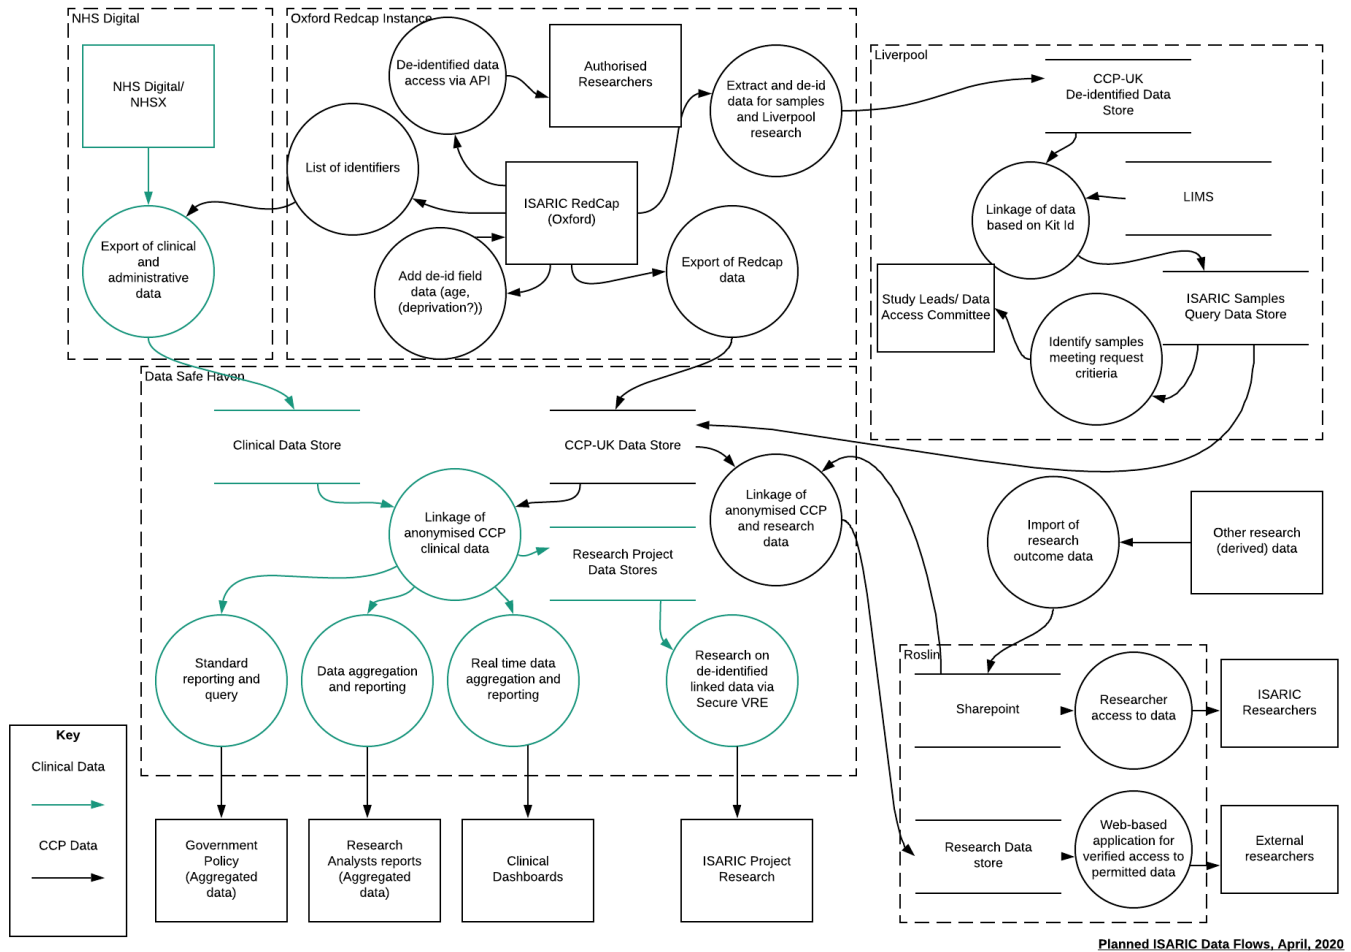 NHS Digital
NHS Digital/
NHSX
Export of clinical
and
administrative
data
Oxford Redcap Instance
De-identified data
access via API
Authorised
Researchers
Extract and de-id
data for samples
and Liverpool
research
List of identifiers
ISARIC RedCap
(Oxford)
Add de-id field
data (age,
(deprivation?))
Export of Redcap
data
Liverpool
CCP-UK
De-identified Data
Store
Linkage of data
based on Kit Id
LIMS
Study Leads/ Data
Access Committee
ISARIC Samples
Query Data Store
Identify samples
meeting request
critieria
Data Safe Haven
Clinical Data Store
CCP-UK Data Store
Linkage of
anonymised CCP
clinical data
Linkage of
anonymised CCP
and research
data
Research Project
Data Stores
Standard
reporting and
query
Data aggregation
and reporting
Real time data
aggregation and
reporting
Research on
de-identified
linked data via
Secure VRE
Import of
research
outcome data
Other research
(derived) data
Roslin
Sharepoint
Researcher
access to data
ISARIC
Researchers
Research Data
store
Web-based
application for
verified access to
permitted data
External
researchers
Key
Clinical Data
CCP Data
Government
Policy
(Aggregated
data)
Research
Analysts reports
(Aggregated
data)
Clinical
Dashboards
ISARIC Project
Research
Planned ISARIC Data Flows, April, 2020